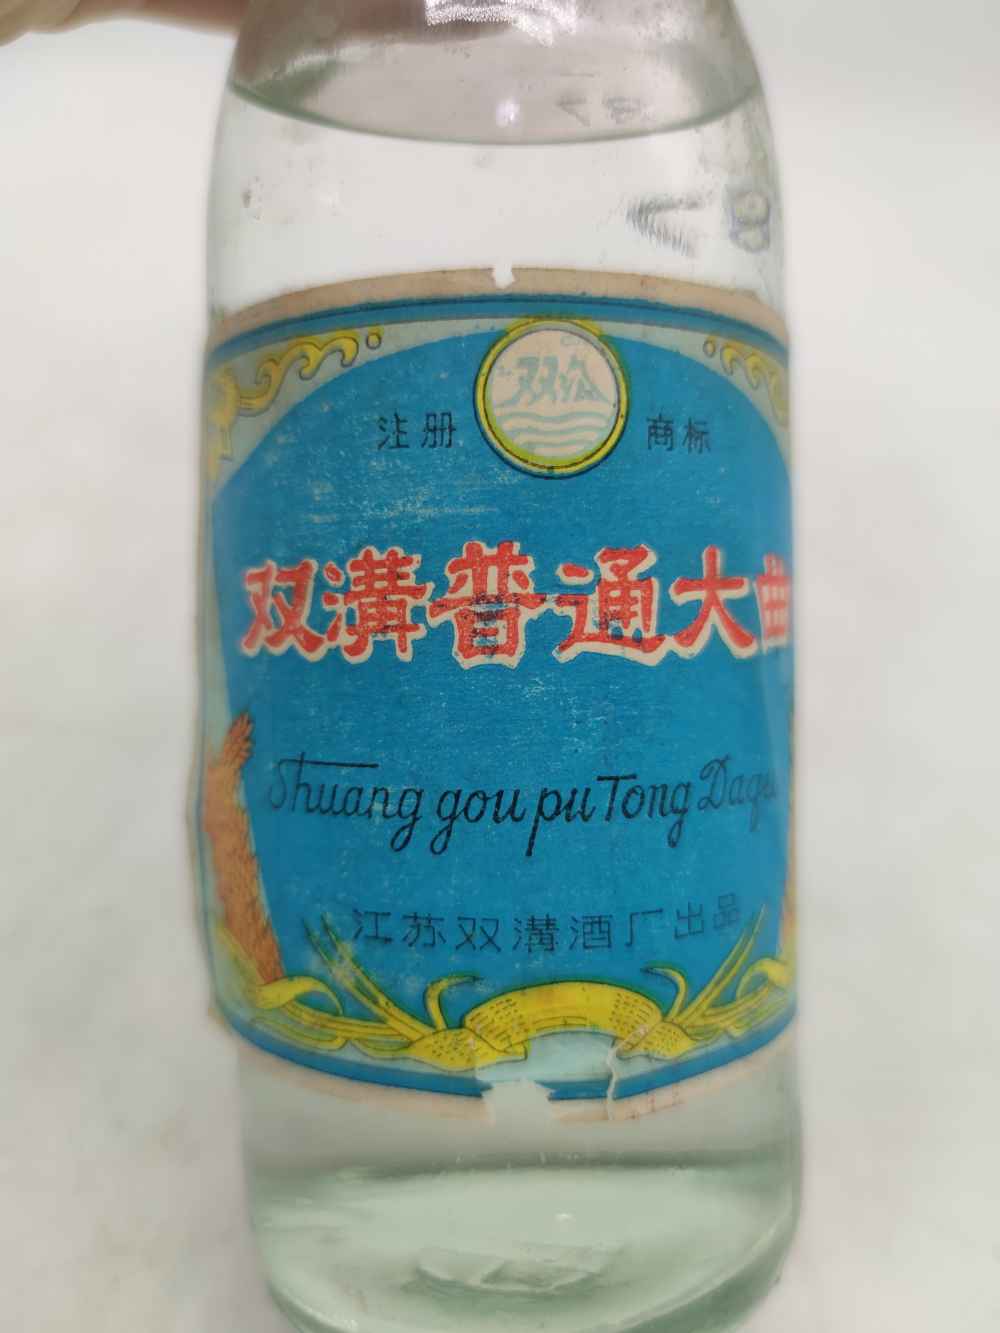 双沟
注册 商标
双溝普通大曲
Shuang gou pu Tong Daqu
江苏双溝酒厂出品